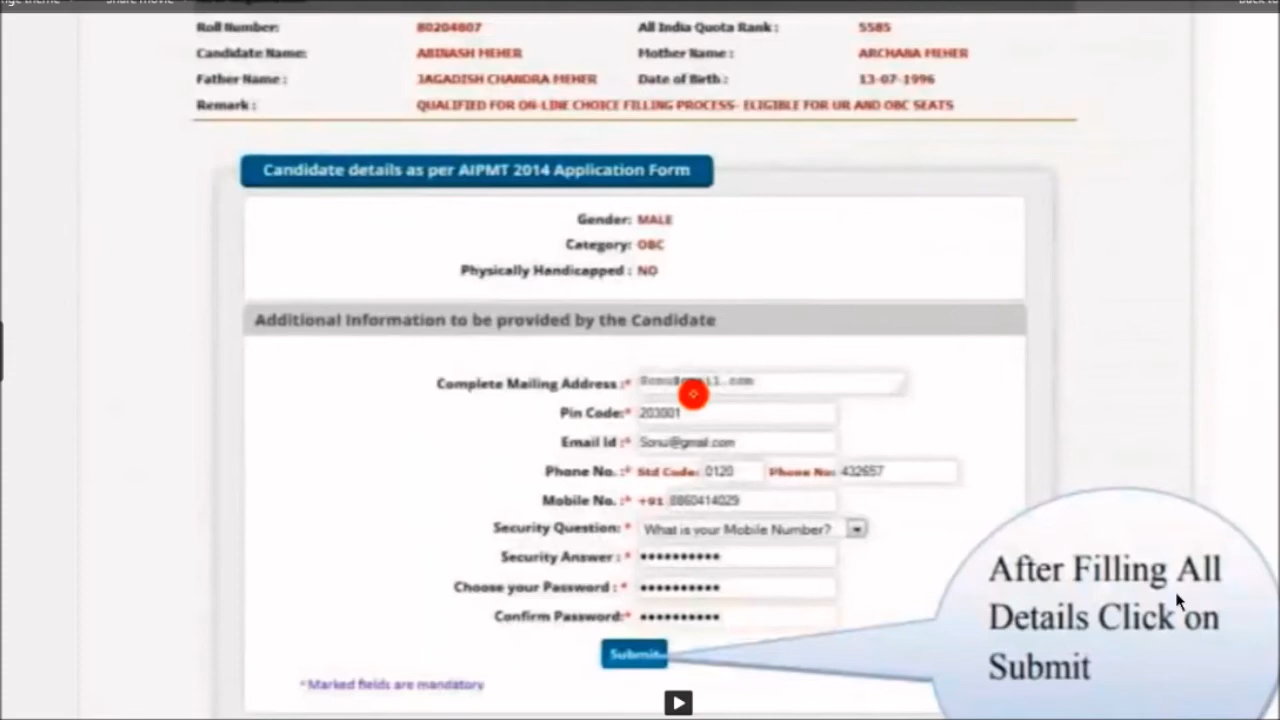 Share movie
Roll Number: 80204807 All India Quota Rank : 5585
Candidate Name: ABINASH MEHER Mother Name : ARCHANA MEHER
Father Name : JAGADISH CHANDRA MEHER Date of Birth : 13-07-1996
Remark : QUALIFIED FOR ON-LINE CHOICE FILLING PROCESS- ELIGIBLE FOR UR AND OBC SEATS
Candidate details as per AIPMT 2014 Application Form
Gender: MALE
Category: OBC
Physically Handicapped : NO
Additional Information to be provided by the Candidate
Complete Mailing Address :*
Pin Code:* 203001
Email Id :* Sonu@gmail.com
Phone No. :* Std Code: 0120 Phone No: 432657
Mobile No. :* +91 8860414029
Security Question: * What is your Mobile Number?
Security Answer : * ••••••••••
Choose your Password : * ••••••••••
Confirm Password:* ••••••••••
Submit
*Marked fields are mandatory
After Filling All
Details Click on
Submit